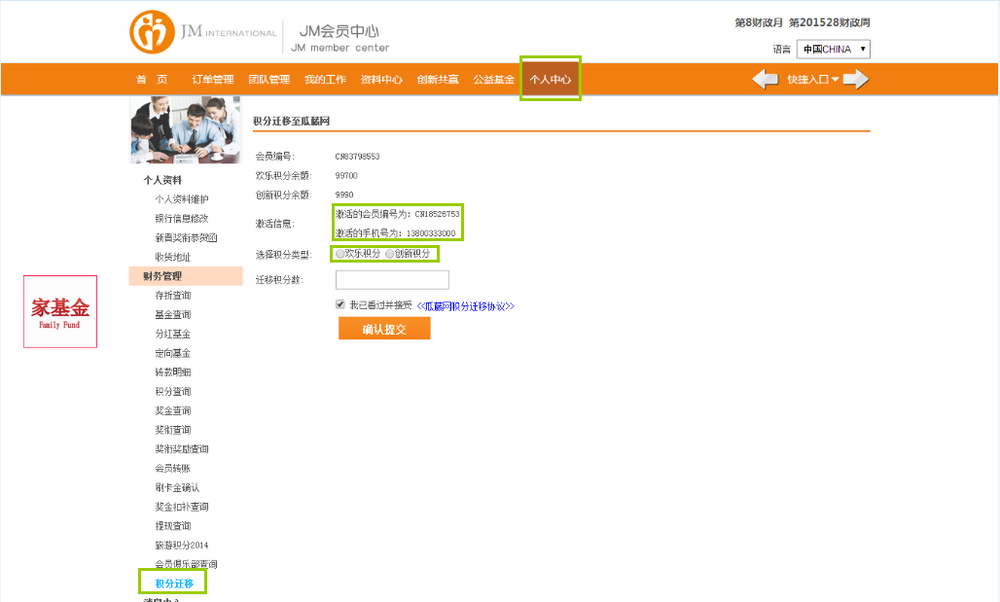 JM INTERNATIONAL
JM会员中心
JM member center
第8财政月 第201528财政周
语言 中国CHINA
首 页 订单管理 团队管理 我的工作 资料中心 创新共赢 公益基金 个人中心 快捷入口
积分迁移至瓜藤网
会员编号: CN83798553
欢乐积分余额: 99700
创新积分余额: 9990
激活信息:
激活的会员编号为: CN18526753
激活的手机号为: 13800333000
选择积分类型: 欢乐积分 创新积分
迁移积分数:
我已看过并接受 <<瓜藤网积分迁移协议>>
确认提交
个人资料
个人资料维护
银行信息修改
新晋奖衔恭贺函
收货地址
财务管理
存折查询
基金查询
分红基金
定向基金
转款明细
积分查询
奖金查询
奖衔查询
奖衔奖励查询
会员转账
刷卡金确认
奖金扣补查询
提现查询
旅游积分2014
会员俱乐部查询
积分迁移
消息中心
家基金
Family Fund